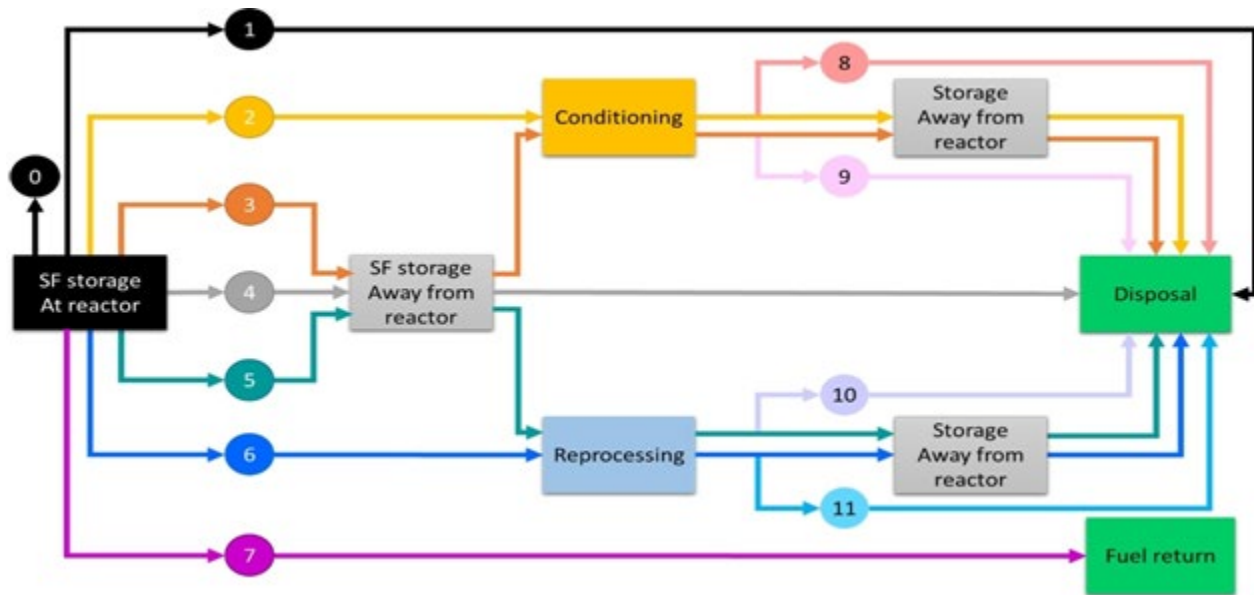 1
8
2
Conditioning
Storage
Away from
reactor
0
9
3
SF storage
At reactor
4
SF storage
Away from
reactor
Disposal
5
10
6
Reprocessing
Storage
Away from
reactor
11
7
Fuel return